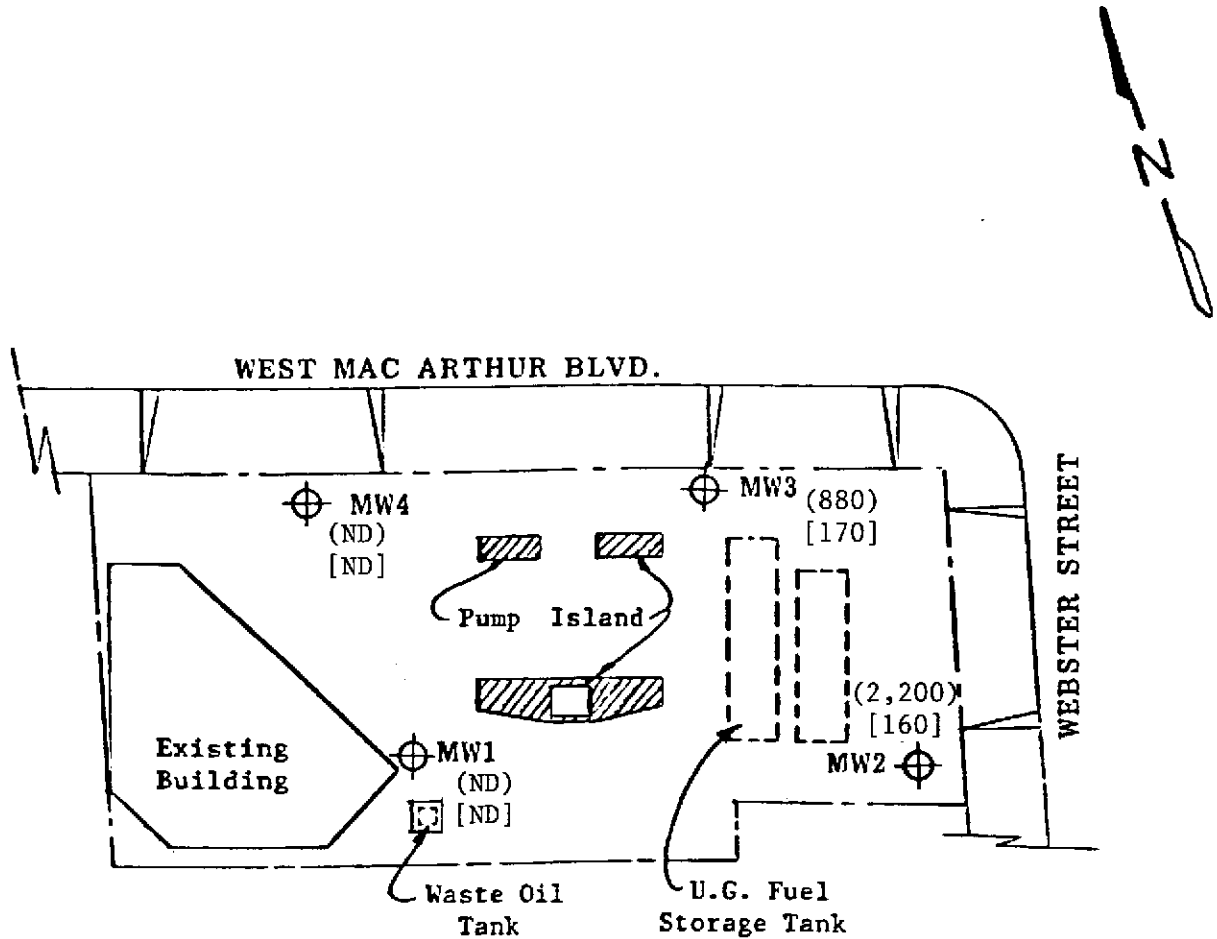 N
WEST MAC ARTHUR BLVD.
WEBSTER STREET
MW4
(ND)
[ND]
MW3
(880)
[170]
Pump Island
(2,200)
[160]
MW2
Existing
Building
MW1
(ND)
[ND]
Waste Oil
Tank
U.G. Fuel
Storage Tank